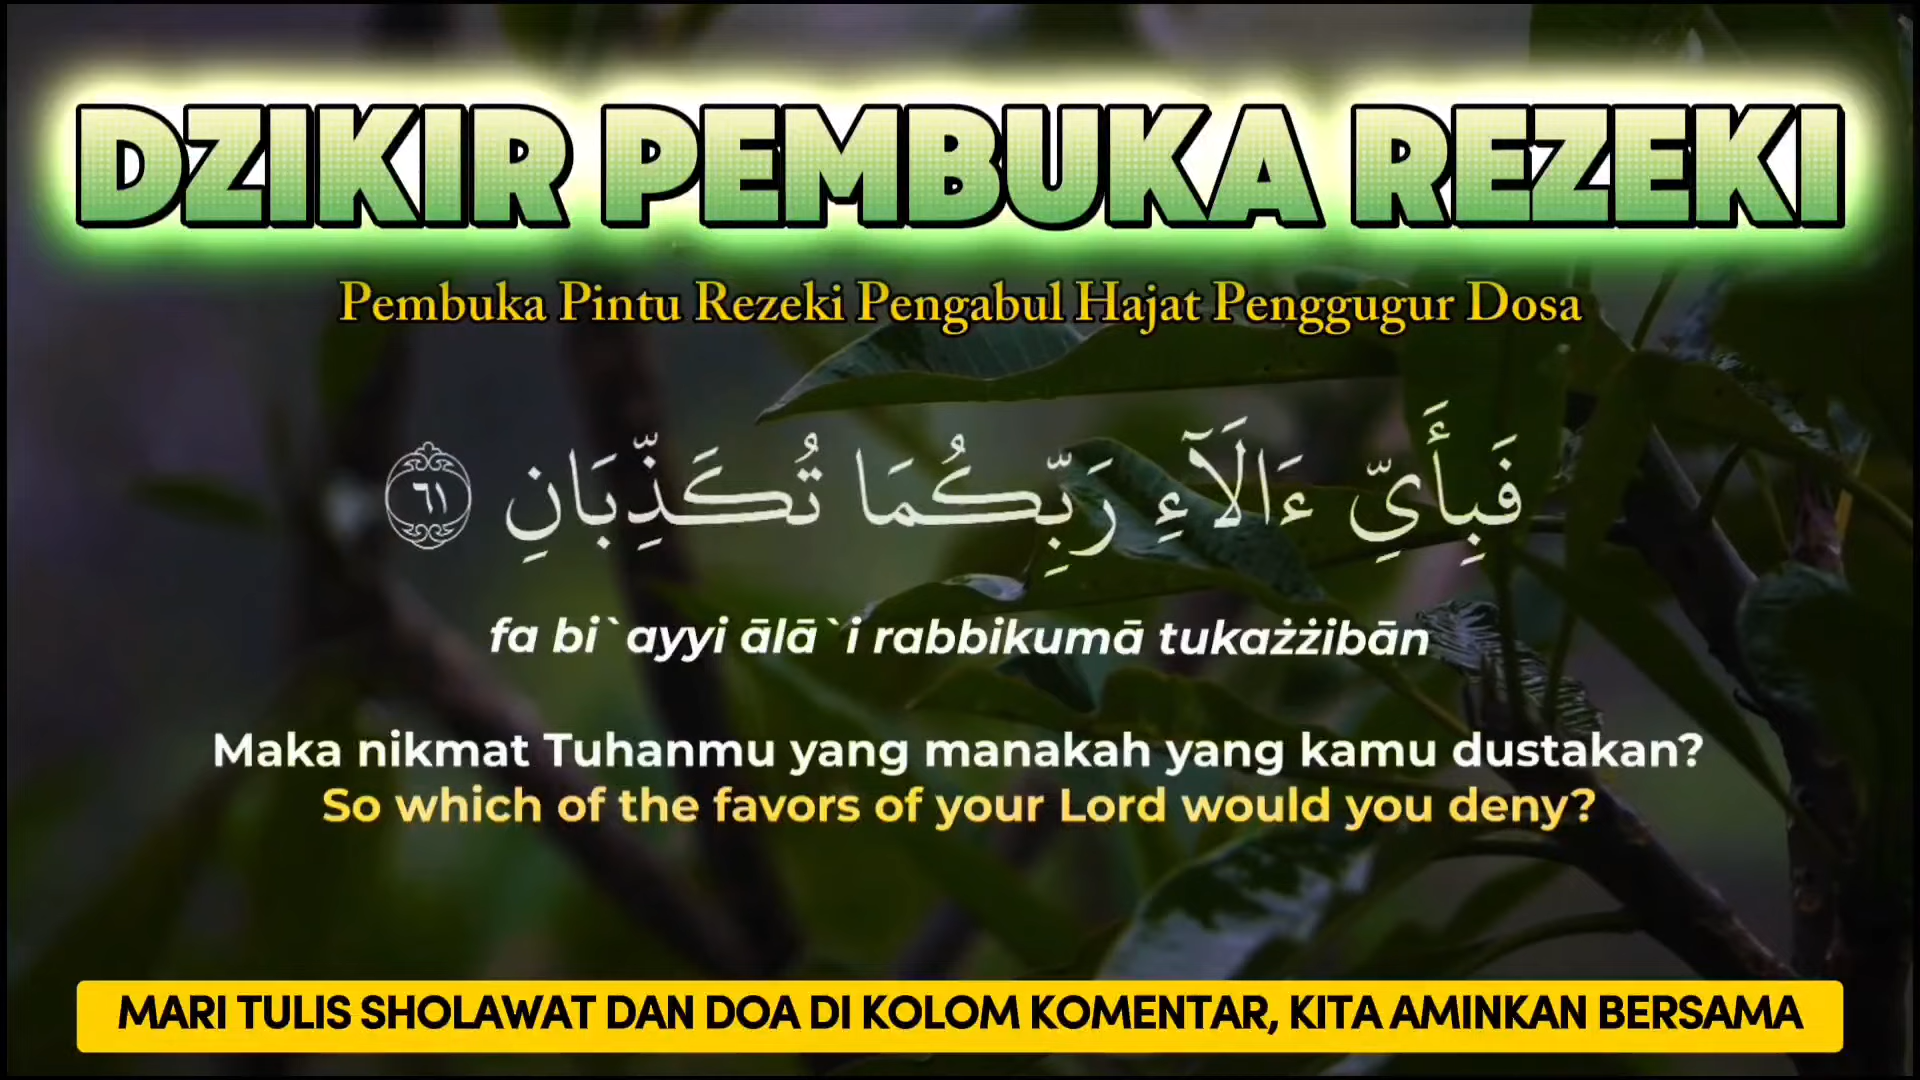 DZIKIR PEMBUKA REZEKI
Pembuka Pintu Rezeki Pengabul Hajat Penggugur Dosa
فَبِأَيِّ ءَالَآءِ رَبِّكُمَا تُكَذِّبَانِ ٦١
fa bi`ayyi ālā`i rabbikumā tukażżibān
Maka nikmat Tuhanmu yang manakah yang kamu dustakan?
So which of the favors of your Lord would you deny?
MARI TULIS SHOLAWAT DAN DOA DI KOLOM KOMENTAR, KITA AMINKAN BERSAMA